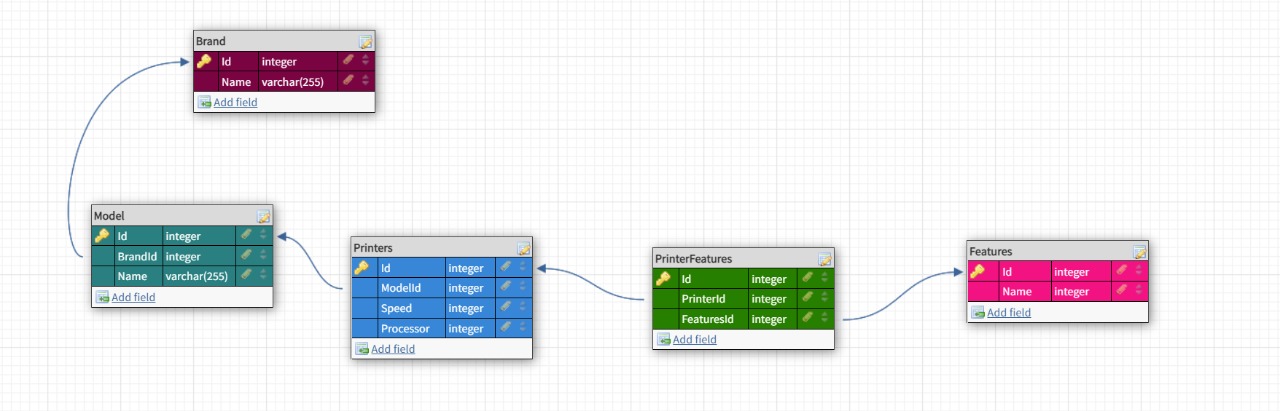 Brand
Id integer
Name varchar(255)
Add field
Model
Id integer
BrandId integer
Name varchar(255)
Add field
Printers
Id integer
ModelId integer
Speed integer
Processor integer
Add field
PrinterFeatures
Id integer
PrinterId integer
FeaturesId integer
Add field
Features
Id integer
Name integer
Add field